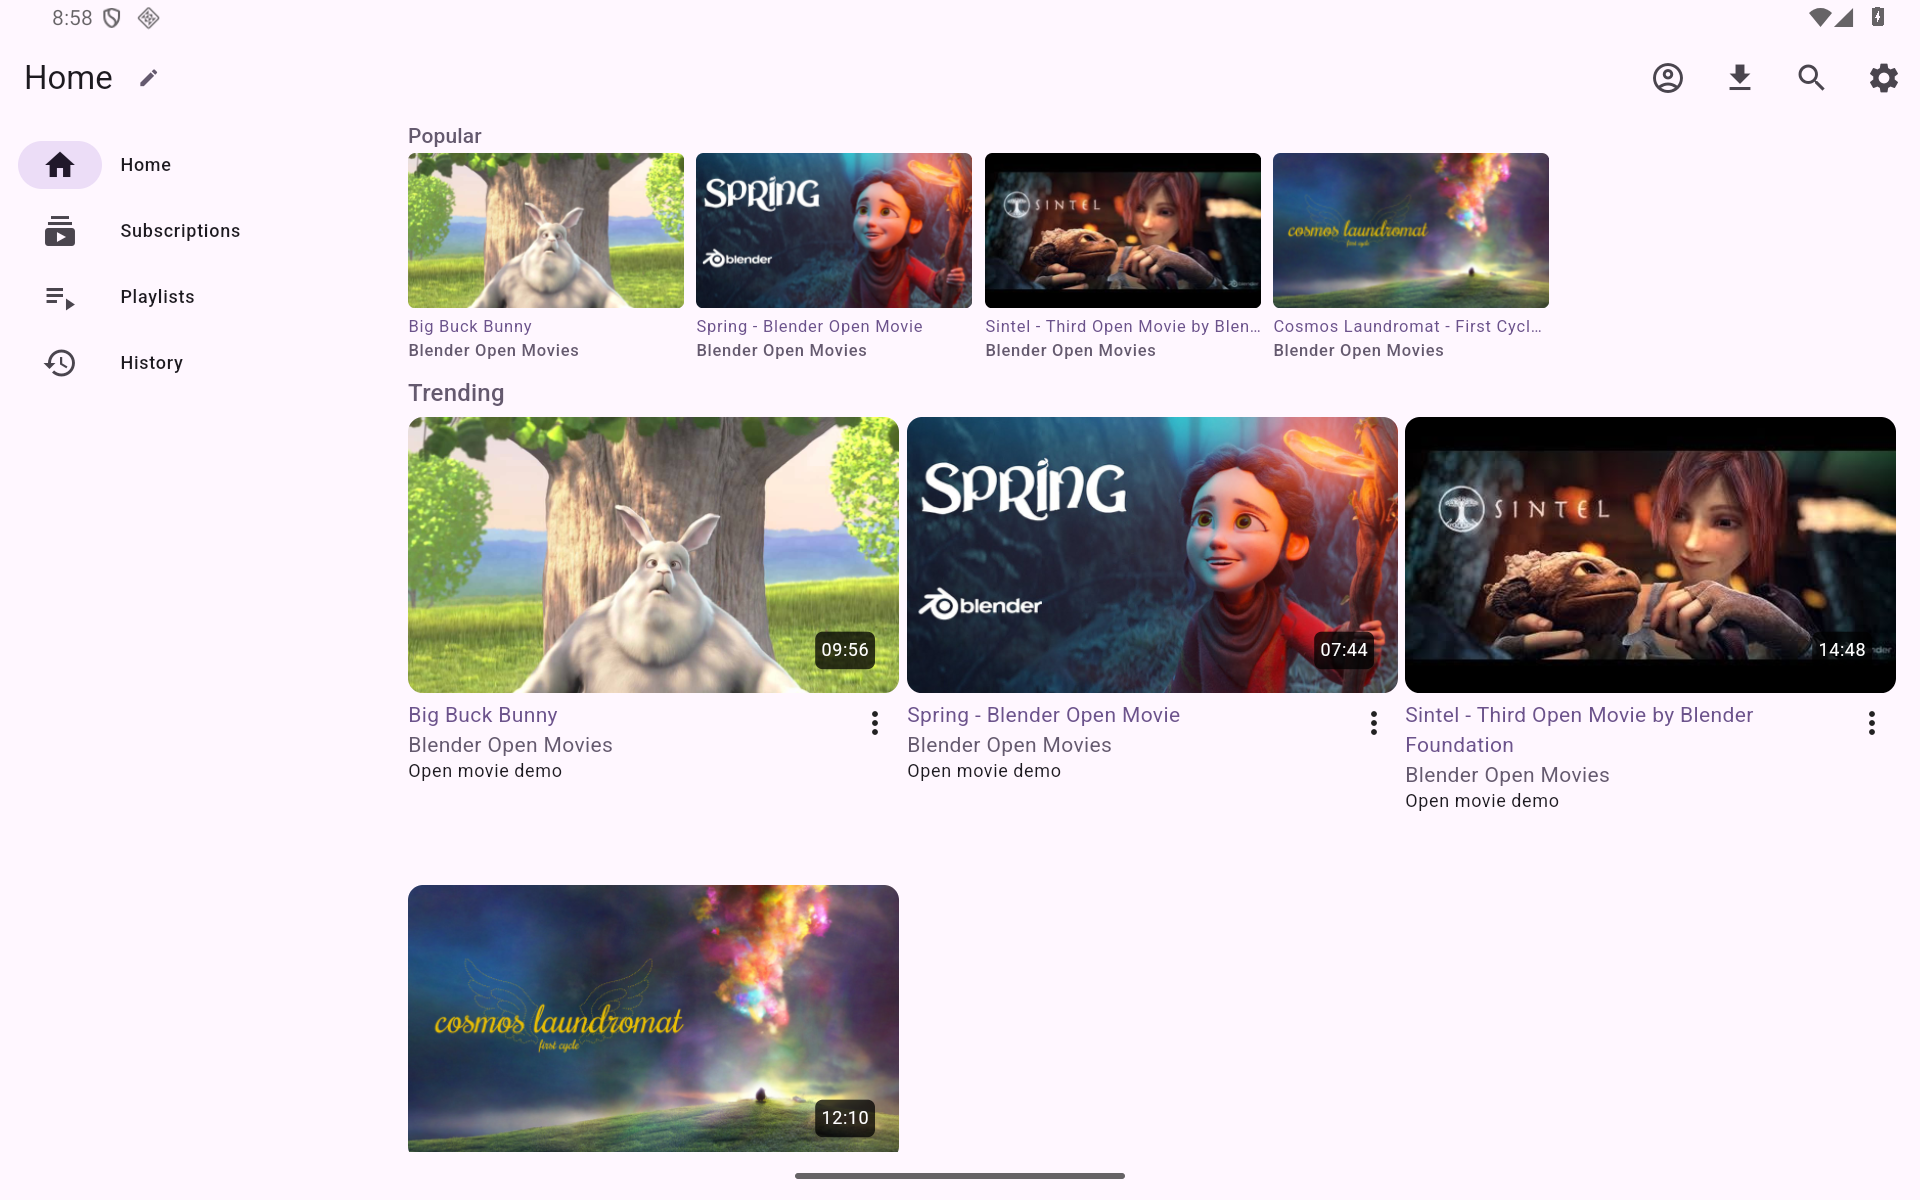 8:58
Home
Home
Subscriptions
Playlists
History
Popular
SPRING
blender
SINTEL
cosmos laundromat
first cycle
Big Buck Bunny
Blender Open Movies
Spring - Blender Open Movie
Blender Open Movies
Sintel - Third Open Movie by Blen...
Blender Open Movies
Cosmos Laundromat - First Cycl...
Blender Open Movies
Trending
09:56
SPRING
blender
07:44
SINTEL
14:48
Big Buck Bunny
Blender Open Movies
Open movie demo
Spring - Blender Open Movie
Blender Open Movies
Open movie demo
Sintel - Third Open Movie by Blender
Foundation
Blender Open Movies
Open movie demo
cosmos laundromat
first cycle
12:10